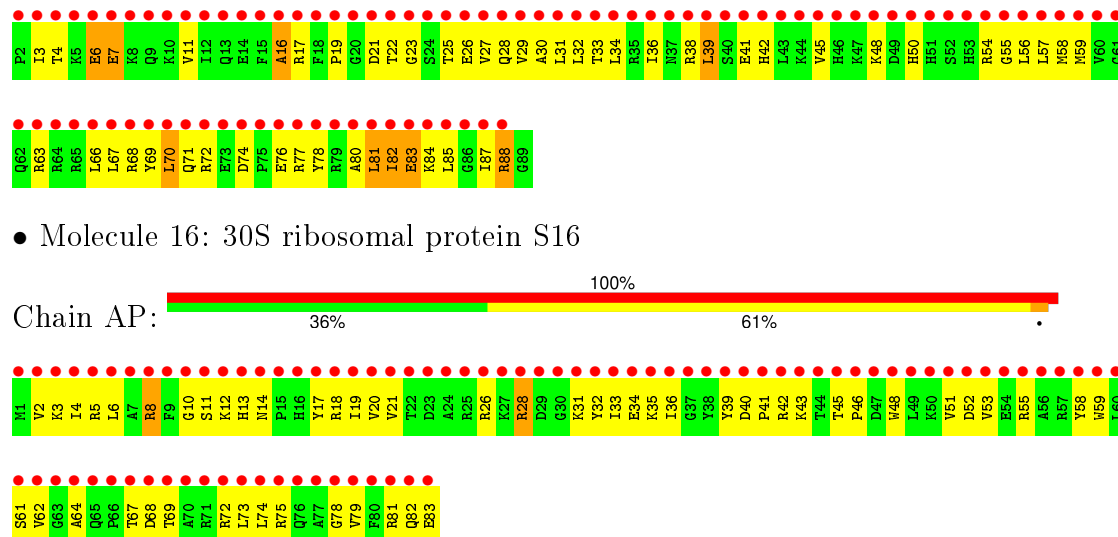 P2 I3 T4 K5 E6 E7 K8 Q9 K10 V11 I12 Q13 E14 F15 A16 R17 F18 P19 G20 D21 T22 G23 S24 T25 E26 V27 Q28 V29 A30 L31 L32 T33 L34 R35 I36 N37 R38 L39 S40 E41 H42 L43 K44 V45 H46 K47 K48 D49 H50 H51 S52 H53 R54 G55 L56 L57 M58 M59 V60 G61
Q62 R63 R64 R65 L66 L67 R68 Y69 L70 Q71 R72 E73 D74 P75 E76 R77 Y78 R79 A80 L81 I82 E83 K84 L85 G86 I87 R88 G89
• Molecule 16: 30S ribosomal protein S16
100%
Chain AP:
36% 61% •
M1 V2 K3 I4 R5 L6 A7 R8 F9 G10 S11 K12 H13 N14 P15 H16 Y17 R18 I19 V20 V21 T22 D23 A24 R25 R26 K27 R28 D29 G30 K31 Y32 I33 E34 K35 I36 G37 Y38 Y39 D40 P41 R42 K43 T44 T45 P46 D47 W48 L49 K50 V51 D52 V53 E54 R55 A56 R57 Y58 W59 L60
S61 V62 G63 A64 Q65 P66 T67 D68 T69 A70 R71 R72 L73 L74 R75 Q76 A77 G78 V79 F80 R81 Q82 E83